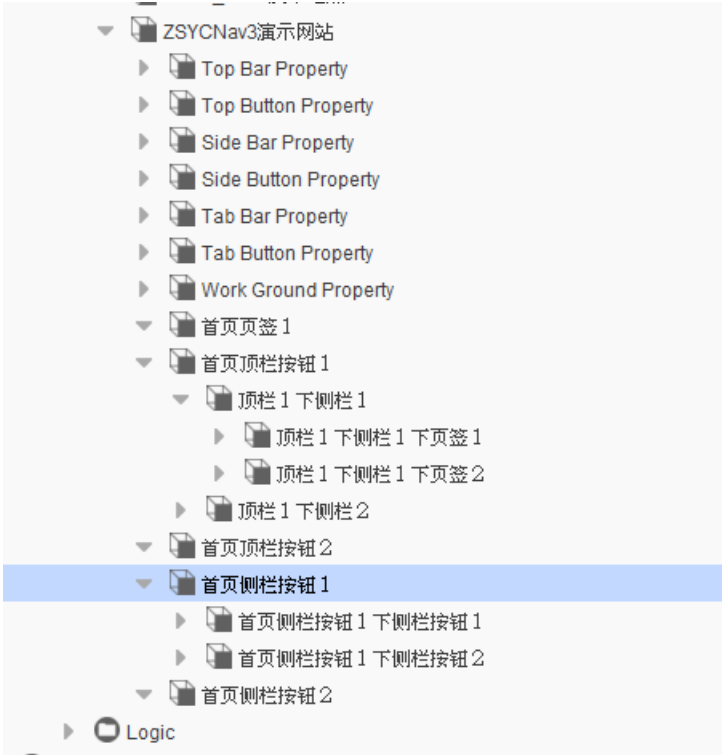 ZSYCNav3演示网站
Top Bar Property
Top Button Property
Side Bar Property
Side Button Property
Tab Bar Property
Tab Button Property
Work Ground Property
首页页签1
首页顶栏按钮1
顶栏1下侧栏1
顶栏1下侧栏1下页签1
顶栏1下侧栏1下页签2
顶栏1下侧栏2
首页顶栏按钮2
首页侧栏按钮1
首页侧栏按钮1下侧栏按钮1
首页侧栏按钮1下侧栏按钮2
首页侧栏按钮2
Logic